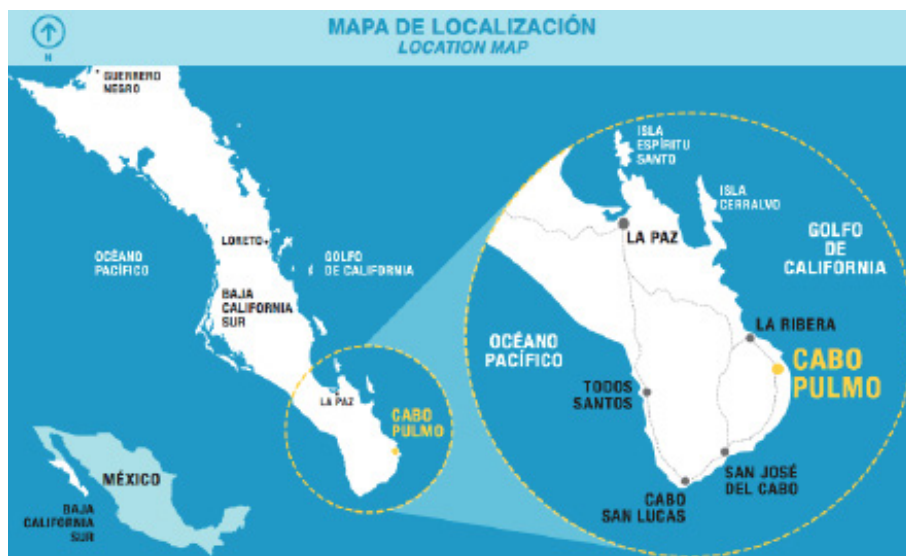 MAPA DE LOCALIZACIÓN
LOCATION MAP
N
GUERRERO
NEGRO
LORETO
OCÉANO
PACÍFICO
GOLFO
DE CALIFORNIA
BAJA
CALIFORNIA
SUR
LA PAZ
CABO
PULMO
MÉXICO
BAJA
CALIFORNIA
SUR
ISLA
ESPÍRITU
SANTO
ISLA
CERRALVO
LA PAZ
GOLFO
DE
CALIFORNIA
OCÉANO
PACÍFICO
LA RIBERA
CABO
PULMO
TODOS
SANTOS
SAN JOSÉ
DEL CABO
CABO
SAN LUCAS